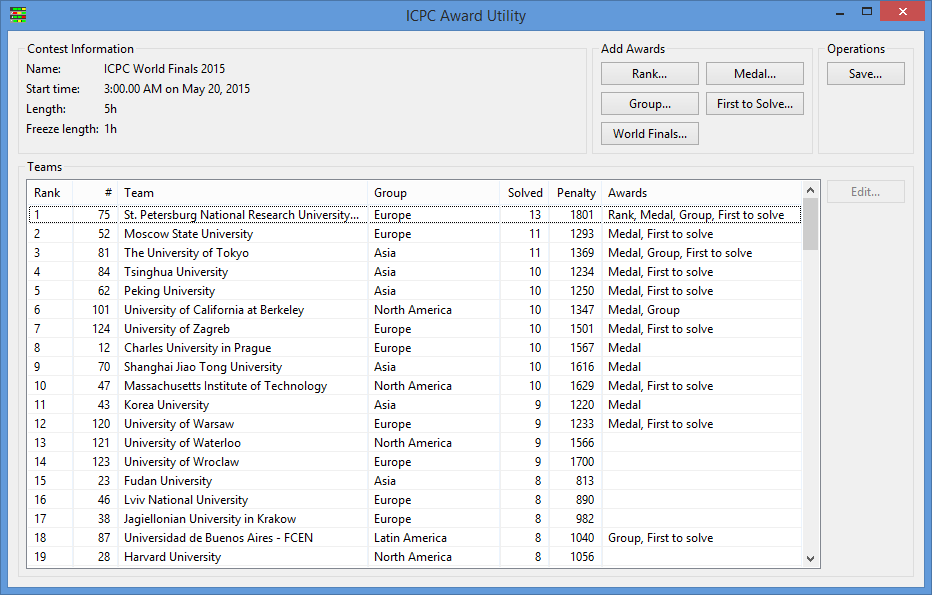 ICPC Award Utility
Contest Information
Name: ICPC World Finals 2015
Start time: 3:00.00 AM on May 20, 2015
Length: 5h
Freeze length: 1h
Add Awards
Rank... Medal...
Group... First to Solve...
World Finals...
Operations
Save...
Teams
Rank # Team Group Solved Penalty Awards
1 75 St. Petersburg National Research University... Europe 13 1801 Rank, Medal, Group, First to solve
2 52 Moscow State University Europe 11 1293 Medal, First to solve
3 81 The University of Tokyo Asia 11 1369 Medal, Group, First to solve
4 84 Tsinghua University Asia 10 1234 Medal, First to solve
5 62 Peking University Asia 10 1250 Medal, First to solve
6 101 University of California at Berkeley North America 10 1347 Medal, Group
7 124 University of Zagreb Europe 10 1501 Medal, First to solve
8 12 Charles University in Prague Europe 10 1567 Medal
9 70 Shanghai Jiao Tong University Asia 10 1616 Medal
10 47 Massachusetts Institute of Technology North America 10 1629 Medal, First to solve
11 43 Korea University Asia 9 1220 Medal
12 120 University of Warsaw Europe 9 1233 Medal, First to solve
13 121 University of Waterloo North America 9 1566
14 123 University of Wroclaw Europe 9 1700
15 23 Fudan University Asia 8 813
16 46 Lviv National University Europe 8 890
17 38 Jagiellonian University in Krakow Europe 8 982
18 87 Universidad de Buenos Aires - FCEN Latin America 8 1040 Group, First to solve
19 28 Harvard University North America 8 1056
Edit...